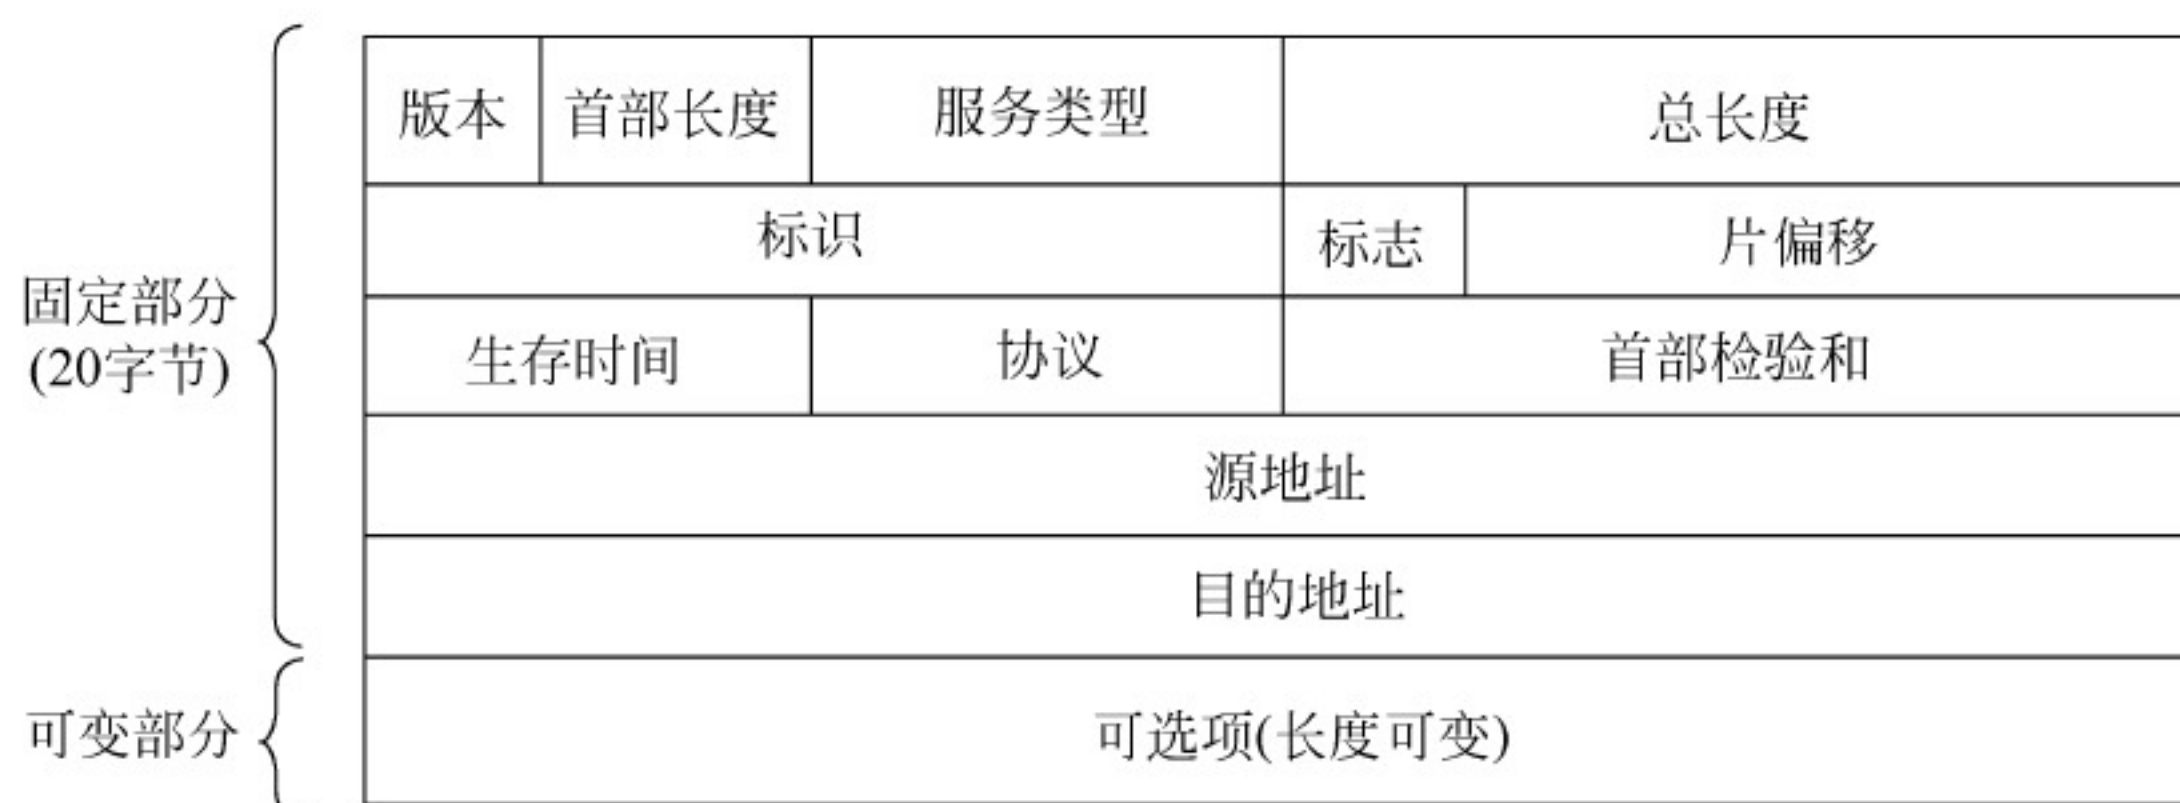 版本 首部长度 服务类型 总长度
标识 标志 片偏移
固定部分
(20字节)
生存时间 协议 首部检验和
源地址
目的地址
可变部分 可选项(长度可变)